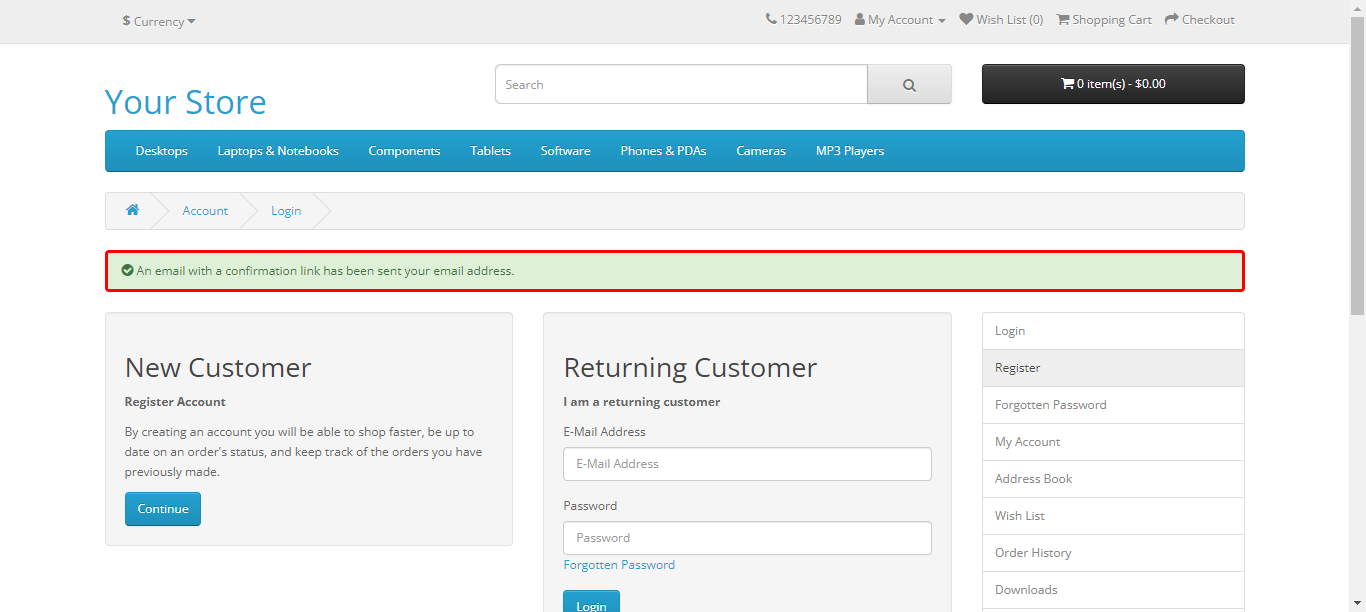 $ Currency
123456789 My Account Wish List (0) Shopping Cart Checkout
Your Store
Search
0 item(s) - $0.00
Desktops Laptops & Notebooks Components Tablets Software Phones & PDAs Cameras MP3 Players
Account Login
An email with a confirmation link has been sent your email address.
New Customer
Register Account
By creating an account you will be able to shop faster, be up to
date on an order's status, and keep track of the orders you have
previously made.
Continue
Returning Customer
I am a returning customer
E-Mail Address
E-Mail Address
Password
Password
Forgotten Password
Login
Login
Register
Forgotten Password
My Account
Address Book
Wish List
Order History
Downloads